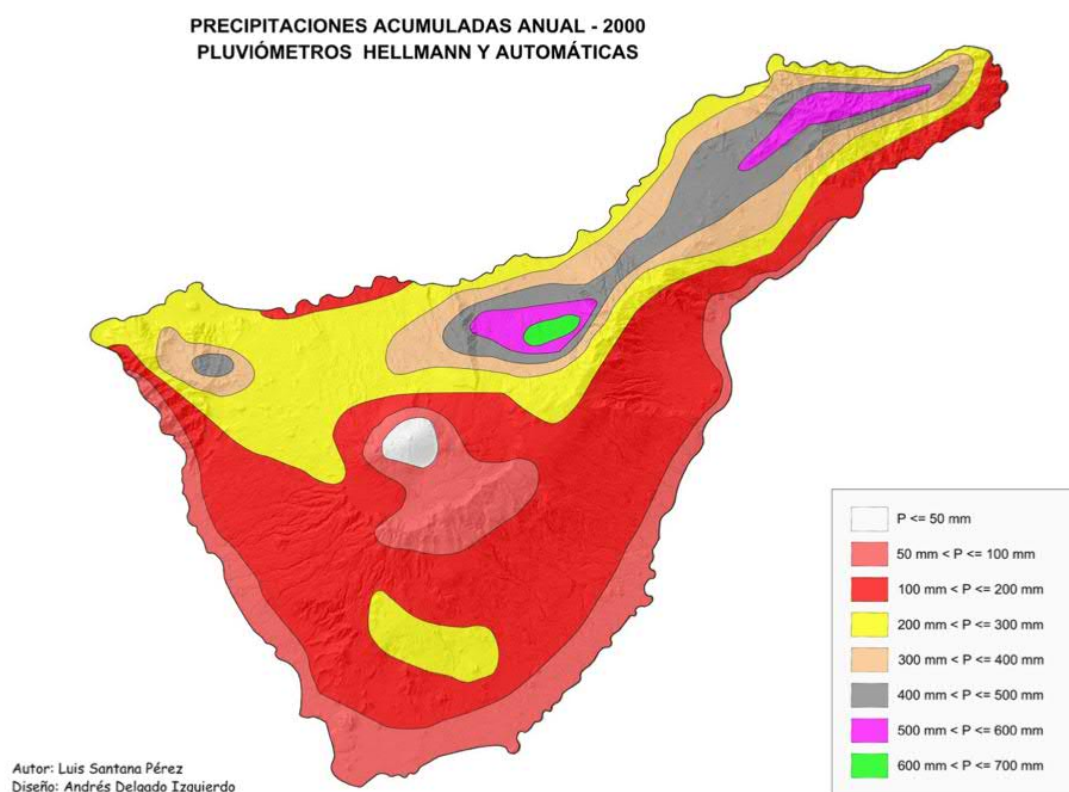 PRECIPITACIONES ACUMULADAS ANUAL - 2000
PLUVIÓMETROS HELLMANN Y AUTOMÁTICAS
P <= 50 mm
50 mm < P <= 100 mm
100 mm < P <= 200 mm
200 mm < P <= 300 mm
300 mm < P <= 400 mm
400 mm < P <= 500 mm
500 mm < P <= 600 mm
600 mm < P <= 700 mm
Autor: Luis Santana Pérez
Diseño: Andrés Delgado Izquierdo